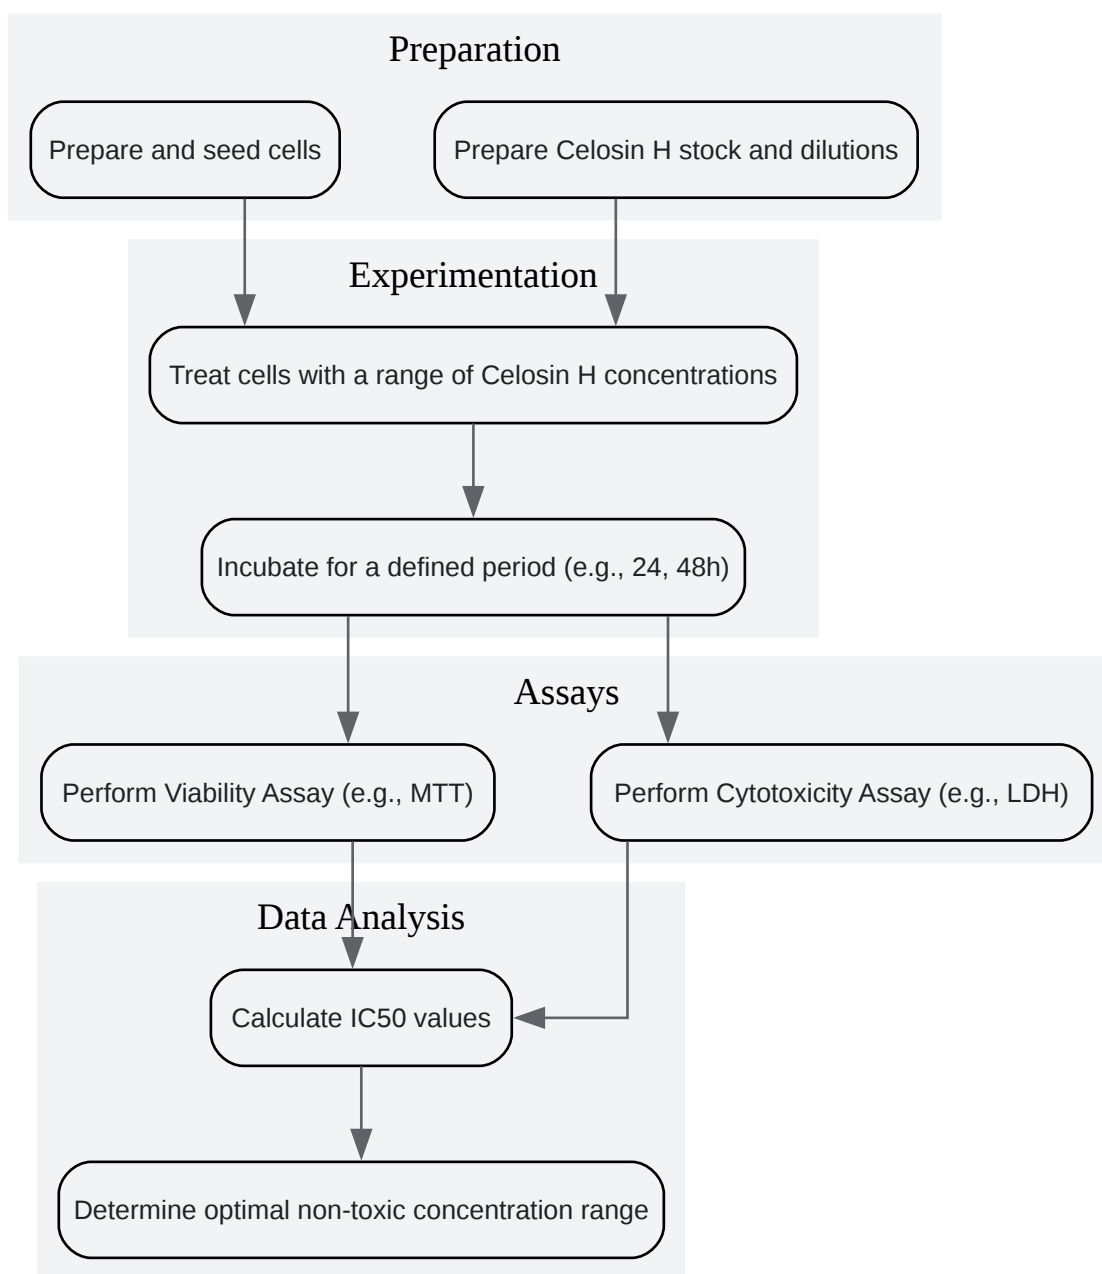 Preparation
Prepare and seed cells
Prepare Celosin H stock and dilutions
Experimentation
Treat cells with a range of Celosin H concentrations
Incubate for a defined period (e.g., 24, 48h)
Assays
Perform Viability Assay (e.g., MTT)
Perform Cytotoxicity Assay (e.g., LDH)
Data Analysis
Calculate IC50 values
Determine optimal non-toxic concentration range